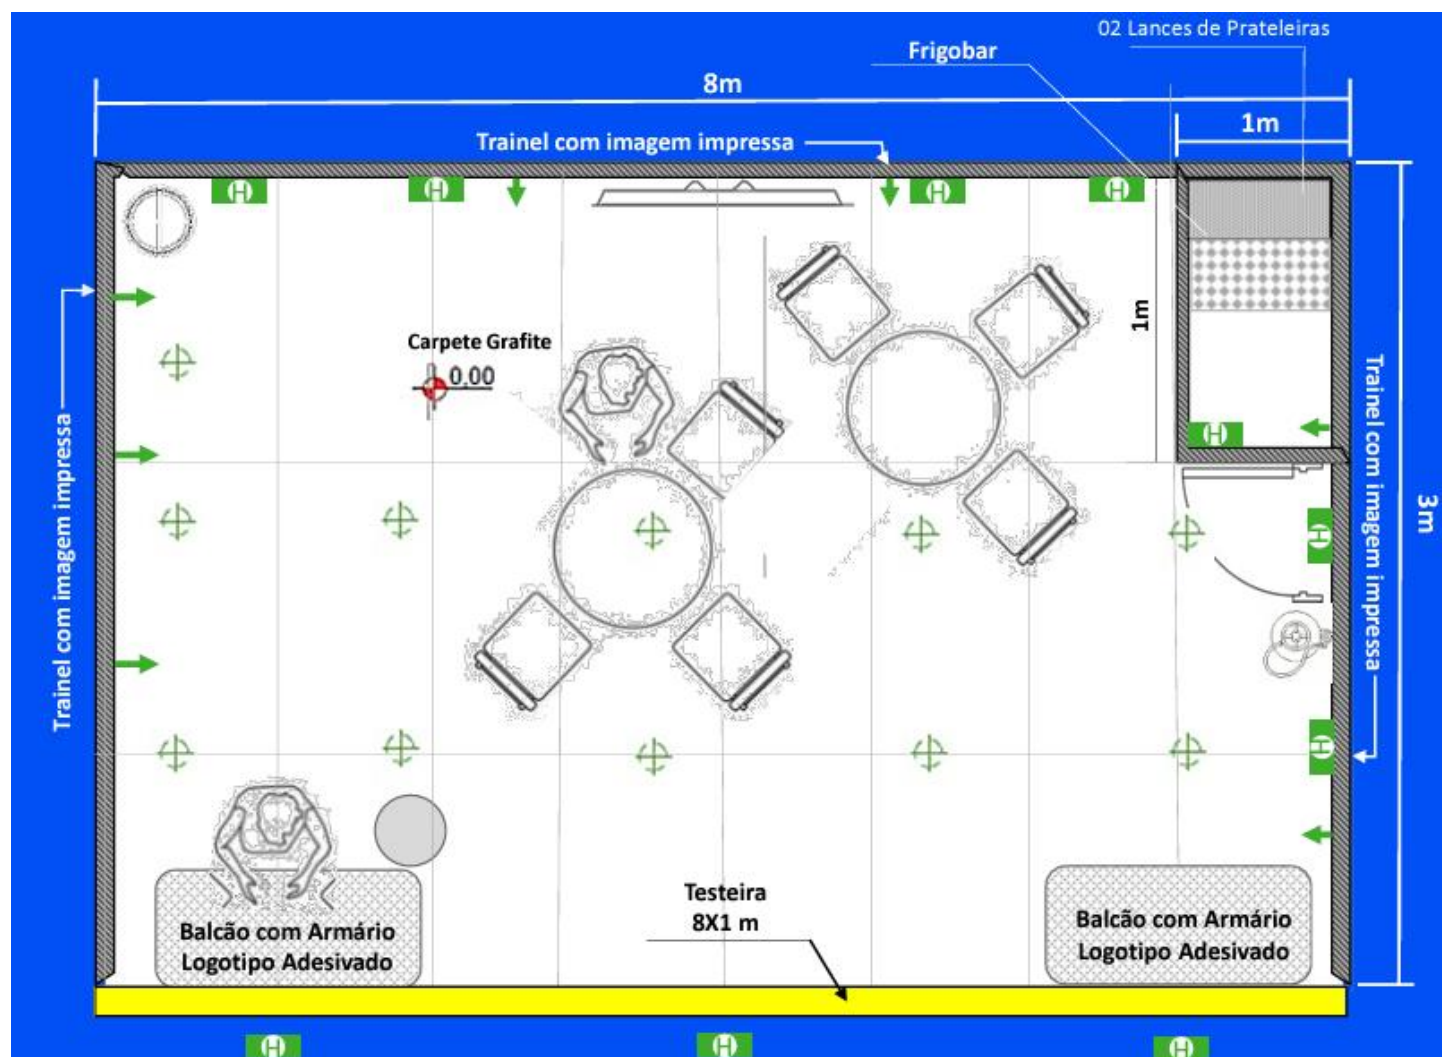 02 Lances de Prateleiras
Frigobar
8m
1m
Trainel com imagem impressa
H
H
H
H
1m
Carpete Grafite
0.00
Trainel com imagem impressa
Trainel com imagem impressa
H
3m
H
H
Testeira
8X1 m
Balcão com Armário
Logotipo Adesivado
Balcão com Armário
Logotipo Adesivado
H
H
H